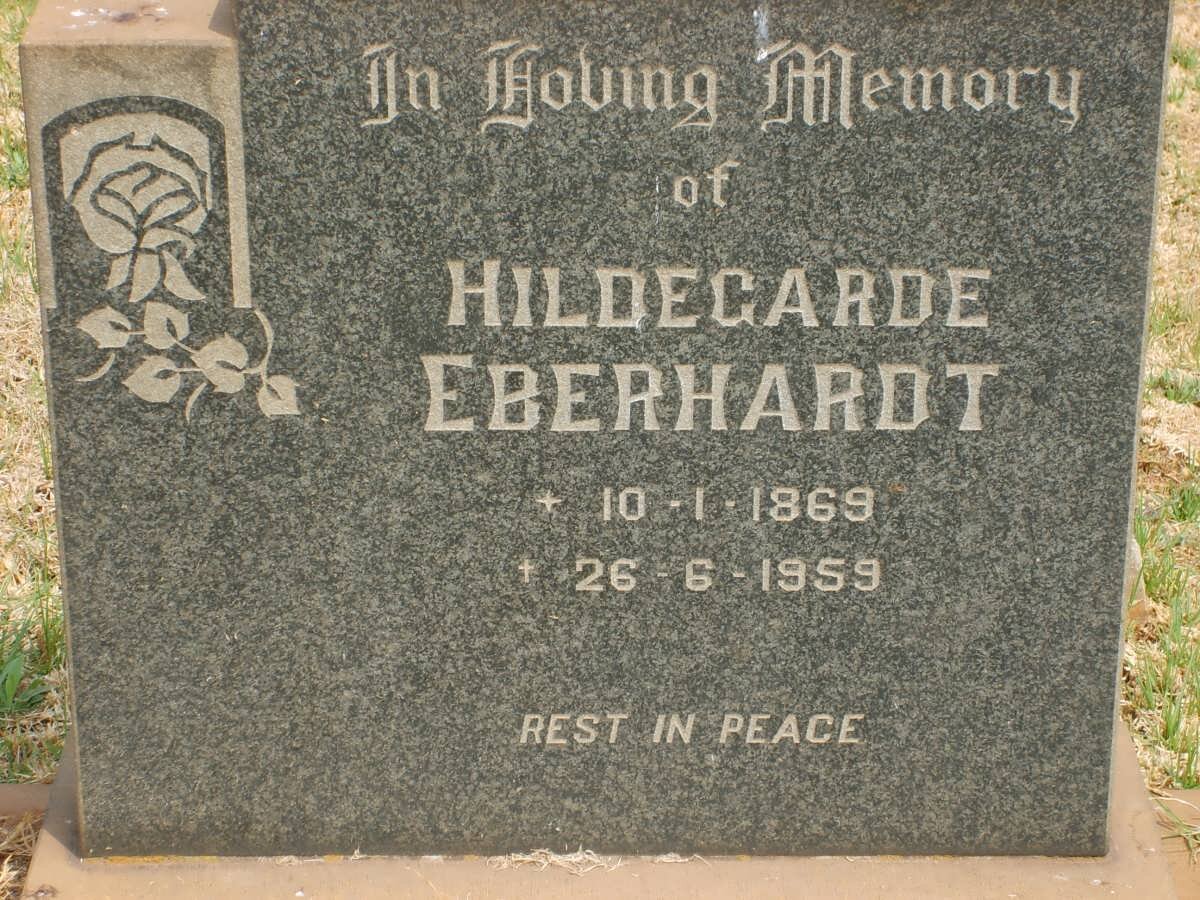 In Loving Memory
of
HILDEGARDE
EBERHARDT
+ 10-1-1869
† 26-6-1959
REST IN PEACE